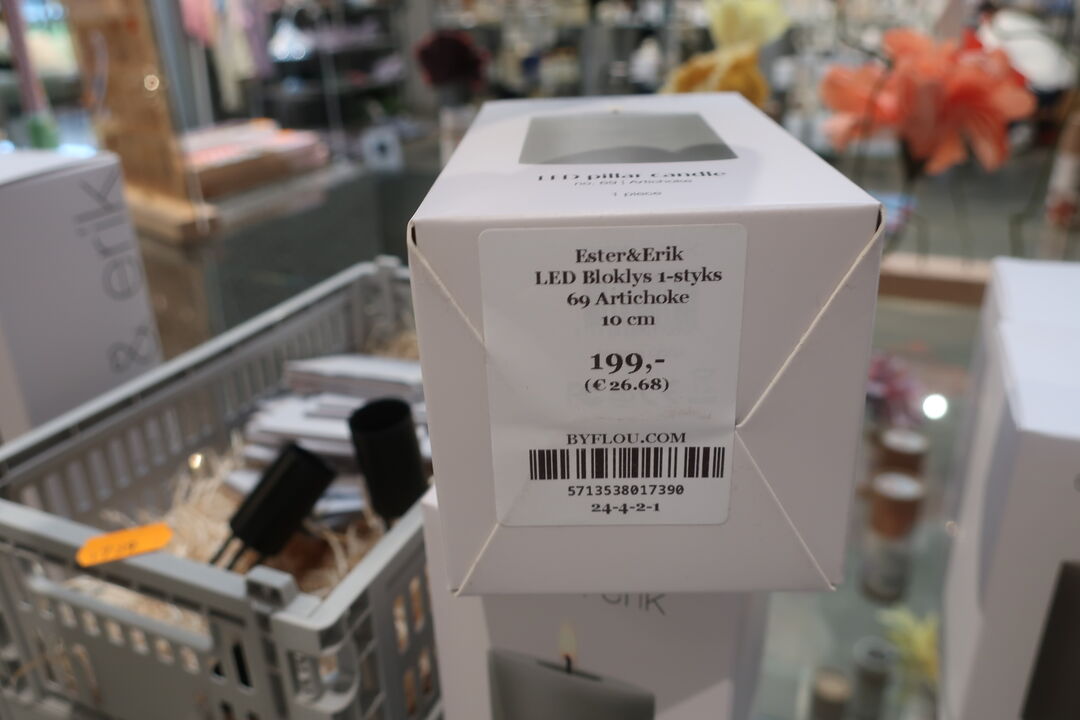 & erik
LED pillar candle
no. 69 | Artichoke
1 piece
Ester&Erik
LED Bloklys 1-styks
69 Artichoke
10 cm
199,-
(€ 26.68)
BYFLOU.COM
5713538017390
24-4-2-1
erik